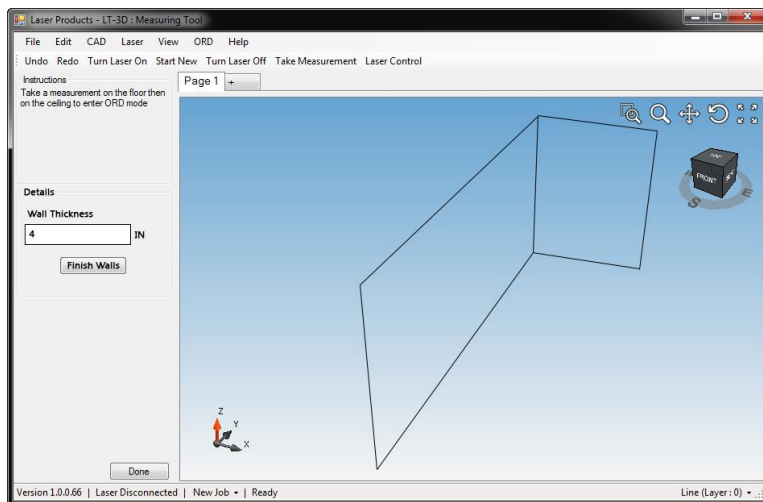 Laser Products - LT-3D : Measuring Tool
File Edit CAD Laser View ORD Help
Undo Redo Turn Laser On Start New Turn Laser Off Take Measurement Laser Control
Instructions
Take a measurement on the floor then
on the ceiling to enter ORD mode
Page 1 +
FRONT
S
E
Details
Wall Thickness
4 IN
Finish Walls
Z
Y
X
Done
Version 1.0.0.66 | Laser Disconnected | New Job | Ready Line (Layer : 0)